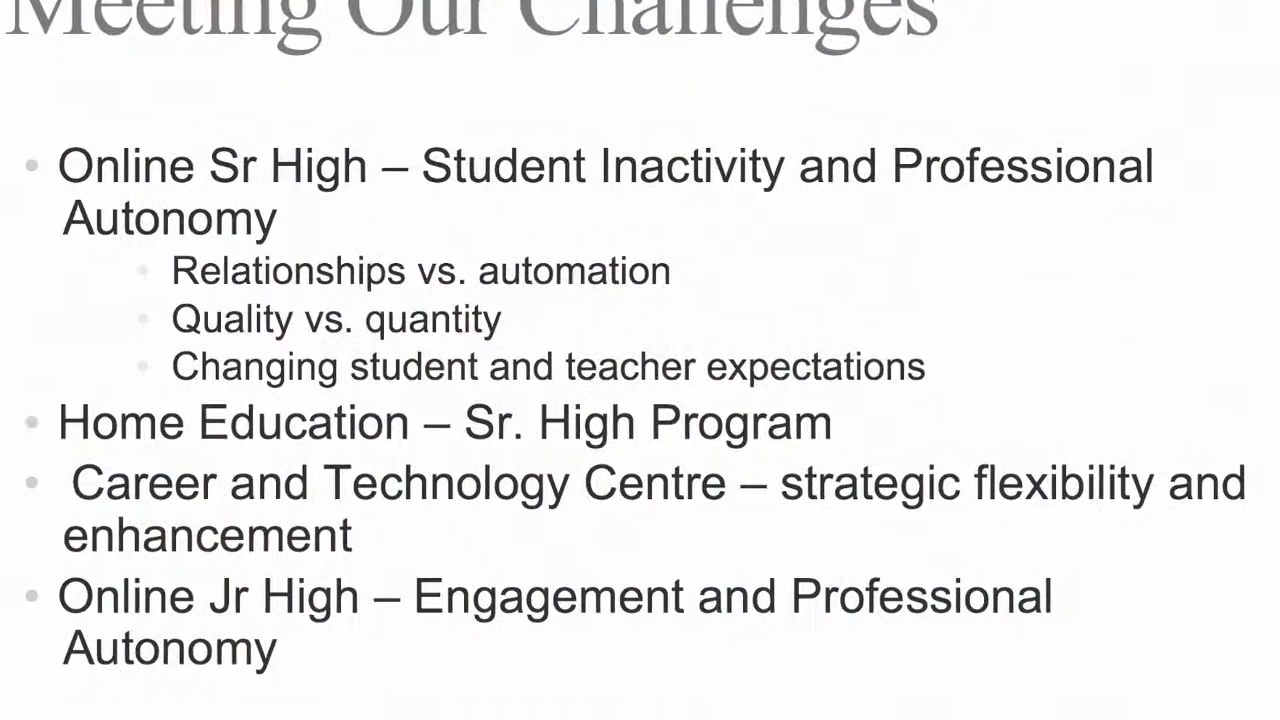 Meeting Our Challenges
• Online Sr High – Student Inactivity and Professional
Autonomy
• Relationships vs. automation
• Quality vs. quantity
• Changing student and teacher expectations
• Home Education – Sr. High Program
• Career and Technology Centre – strategic flexibility and
enhancement
• Online Jr High – Engagement and Professional
Autonomy